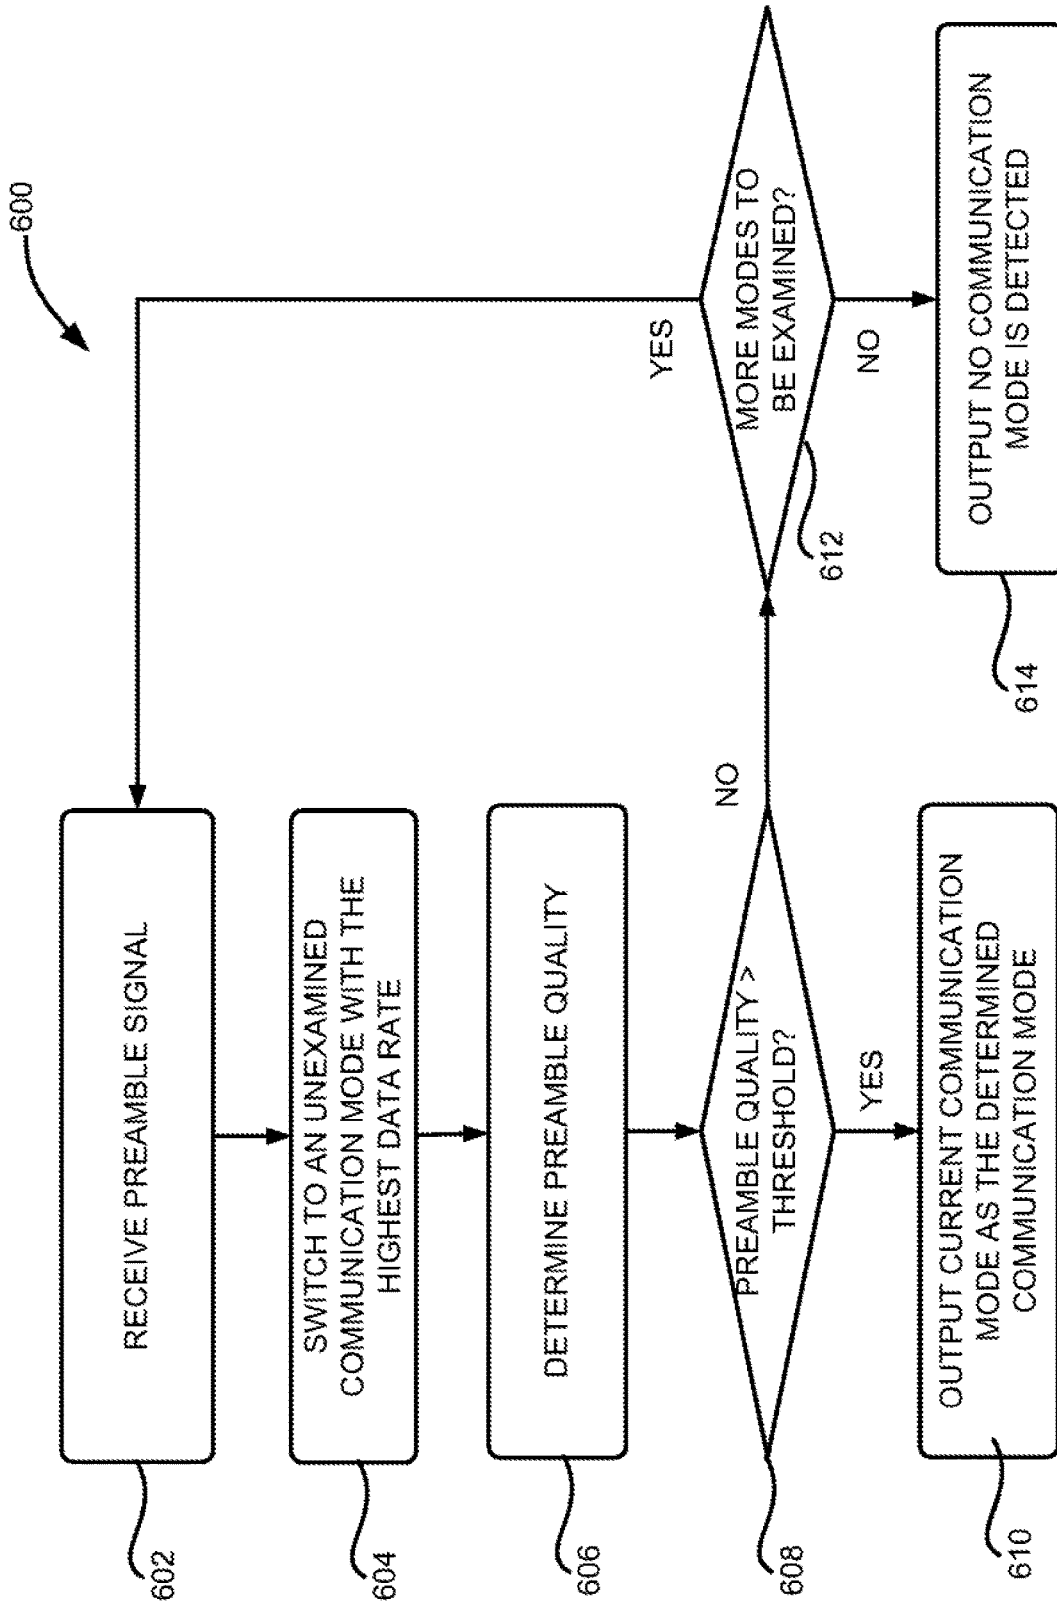 600
RECEIVE PREAMBLE SIGNAL
602
SWITCH TO AN UNEXAMINED
COMMUNICATION MODE WITH THE
HIGHEST DATA RATE
604
DETERMINE PREAMBLE QUALITY
606
PREAMBLE QUALITY >
THRESHOLD?
608
NO
YES
MORE MODES TO
BE EXAMINED?
612
YES
NO
OUTPUT CURRENT COMMUNICATION
MODE AS THE DETERMINED
COMMUNICATION MODE
610
OUTPUT NO COMMUNICATION
MODE IS DETECTED
614